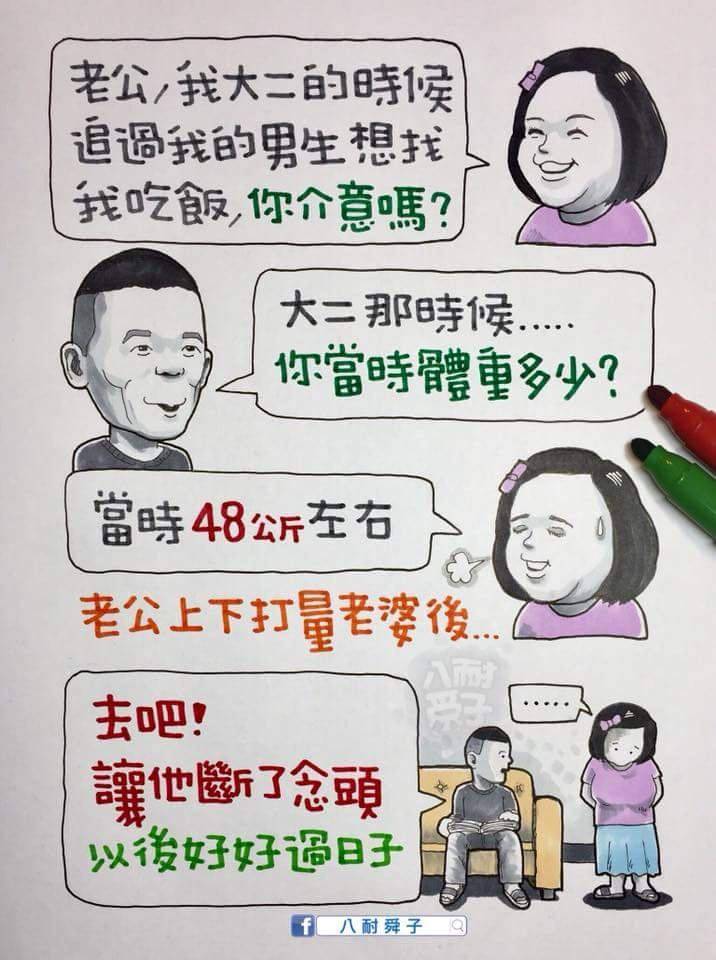 老公,我大二的時候
追過我的男生想找
我吃飯,你介意嗎?
大二那時候.....
你當時體重多少?
當時48公斤左右
老公上下打量老婆後...
八耐
舜子
.....
去吧!
讓他斷了念頭
以後好好過日子
f 八耐舜子